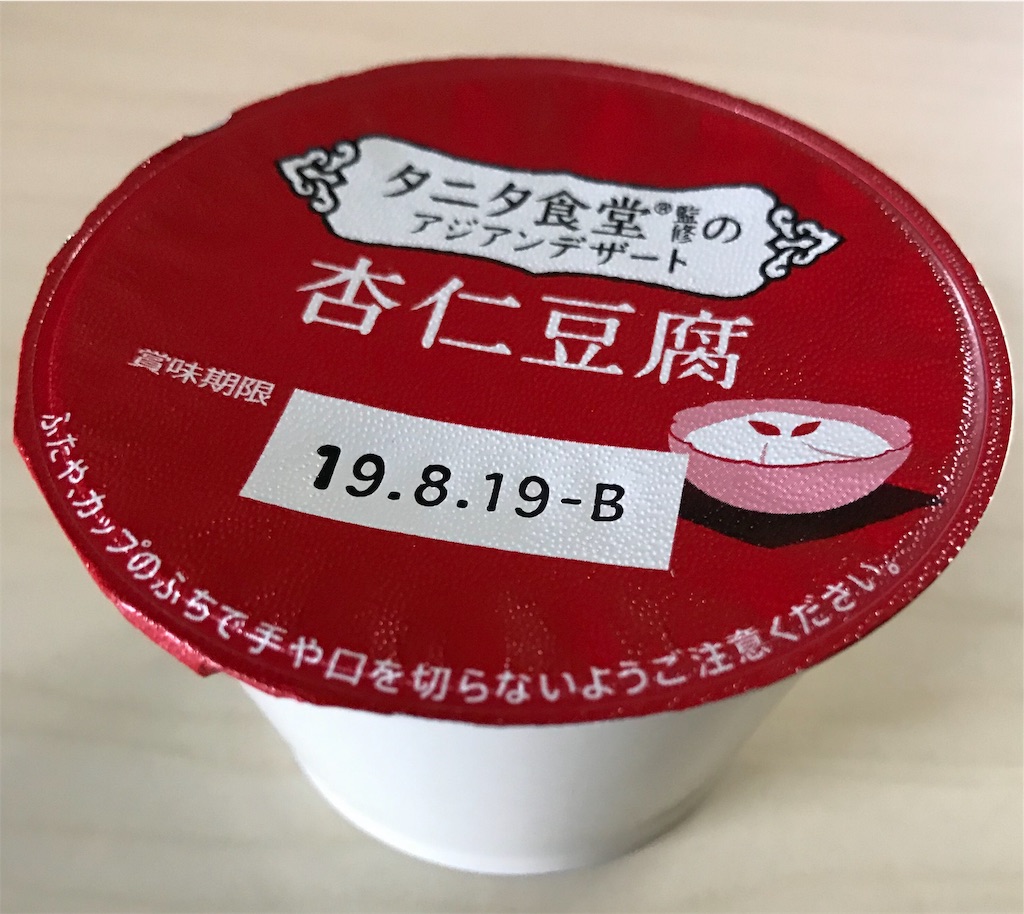 タニタ食堂®監修の
アジアンデザート
杏仁豆腐
賞味期限
19.8.19-B
ふたや、カップのふちで手や口を切らないようご注意ください。